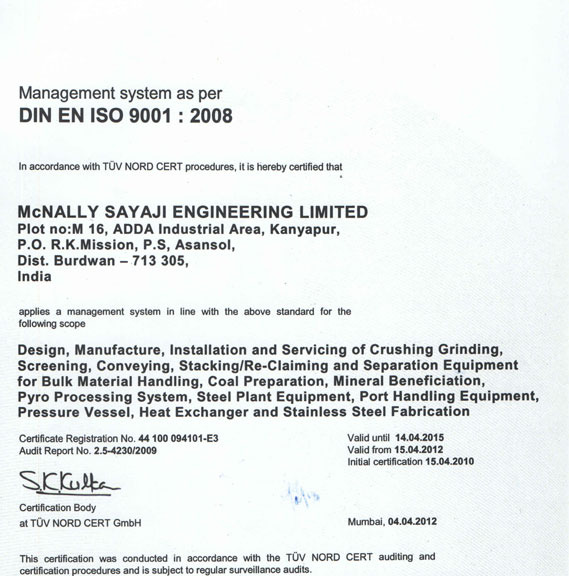 Management system as per
DIN EN ISO 9001 : 2008
In accordance with TÜV NORD CERT procedures, it is hereby certified that
McNALLY SAYAJI ENGINEERING LIMITED
Plot no:M 16, ADDA Industrial Area, Kanyapur,
P.O. R.K.Mission, P.S, Asansol,
Dist. Burdwan – 713 305,
India
applies a management system in line with the above standard for the
following scope
Design, Manufacture, Installation and Servicing of Crushing Grinding,
Screening, Conveying, Stacking/Re-Claiming and Separation Equipment
for Bulk Material Handling, Coal Preparation, Mineral Beneficiation,
Pyro Processing System, Steel Plant Equipment, Port Handling Equipment,
Pressure Vessel, Heat Exchanger and Stainless Steel Fabrication
Certificate Registration No. 44 100 094101-E3
Audit Report No. 2.5-4230/2009
Valid until 14.04.2015
Valid from 15.04.2012
Initial certification 15.04.2010
Certification Body
at TÜV NORD CERT GmbH
Mumbai, 04.04.2012
This certification was conducted in accordance with the TÜV NORD CERT auditing and
certification procedures and is subject to regular surveillance audits.